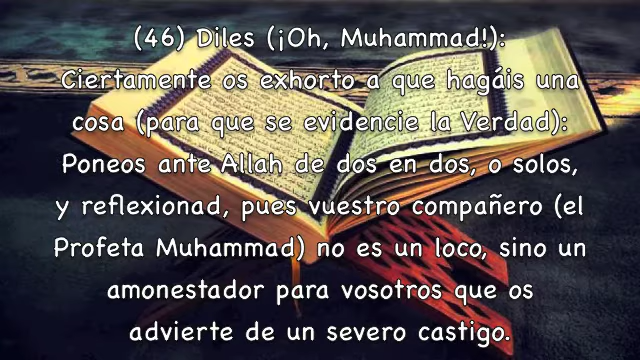 (46) Diles (¡Oh, Muhammad!):
Ciertamente os exhorto a que hagáis una
cosa (para que se evidencie la Verdad):
Poneos ante Allah de dos en dos, o solos,
y reflexionad, pues vuestro compañero (el
Profeta Muhammad) no es un loco, sino un
amonestador para vosotros que os
advierte de un severo castigo.